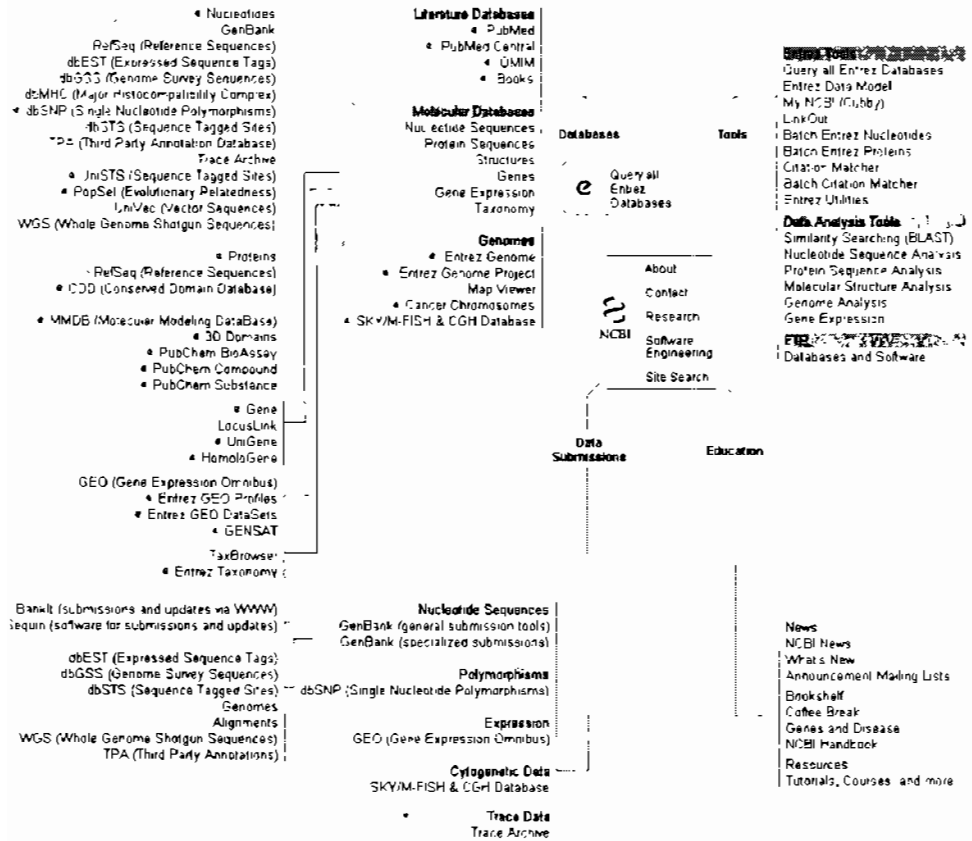 Nucleotides
GenBank
RefSeq (Reference Sequences)
dbEST (Expressed Sequence Tags)
dbGSS (Genome Survey Sequences)
dbMHC (Major Histocompatibility Complex)
dbSNP (Single Nucleotide Polymorphisms)
dbSTS (Sequence Tagged Sites)
TPA (Third Party Annotation Database)
Trace Archive
UniSTS (Sequence Tagged Sites)
PopSet (Evolutionary Relatedness)
UniVec (Vector Sequences)
WGS (Whole Genome Shotgun Sequences)
Proteins
RefSeq (Reference Sequences)
CDD (Conserved Domain Database)
MMDB (Molecular Modeling DataBase)
3D Domains
PubChem BioAssay
PubChem Compound
PubChem Substance
Gene
LocusLink
UniGene
HomoloGene
GEO (Gene Expression Omnibus)
Entrez GEO Profiles
Entrez GEO DataSets
GENSAT
TaxBrowser
Entrez Taxonomy
BankIt (submissions and updates via WWW)
Sequin (software for submissions and updates)
dbEST (Expressed Sequence Tags)
dbGSS (Genome Survey Sequences)
dbSTS (Sequence Tagged Sites)
Genomes
Alignments
WGS (Whole Genome Shotgun Sequences)
TPA (Third Party Annotations)
Literature Databases
PubMed
PubMed Central
OMIM
Books
Molecular Databases
Nucleotide Sequences
Protein Sequences
Structures
Genes
Gene Expression
Taxonomy
Genomes
Entrez Genome
Entrez Genome Project
Map Viewer
Cancer Chromosomes
SKY/M-FISH & CGH Database
Nucleotide Sequences
GenBank (general submission tools)
GenBank (specialized submissions)
Polymorphisms
dbSNP (Single Nucleotide Polymorphisms)
Expression
GEO (Gene Expression Omnibus)
Cytogenetic Data
SKY/M-FISH & CGH Database
Trace Data
Trace Archive
Databases
Tools
e
Query all
Entrez
Databases
About
Contact
Research
Software
Engineering
Site Search
NCBI
Data
Submissions
Education
Entrez Tools
Query all Entrez Databases
Entrez Data Model
My NCBI (Cubby)
LinkOut
Batch Entrez Nucleotides
Batch Entrez Proteins
Citation Matcher
Batch Citation Matcher
Entrez Utilities
Data Analysis Tools
Similarity Searching (BLAST)
Nucleotide Sequence Analysis
Protein Sequence Analysis
Molecular Structure Analysis
Genome Analysis
Gene Expression
FTP
Databases and Software
News
NCBI News
What's New
Announcement Mailing Lists
Bookshelf
Coffee Break
Genes and Disease
NCBI Handbook
Resources
Tutorials, Courses and more